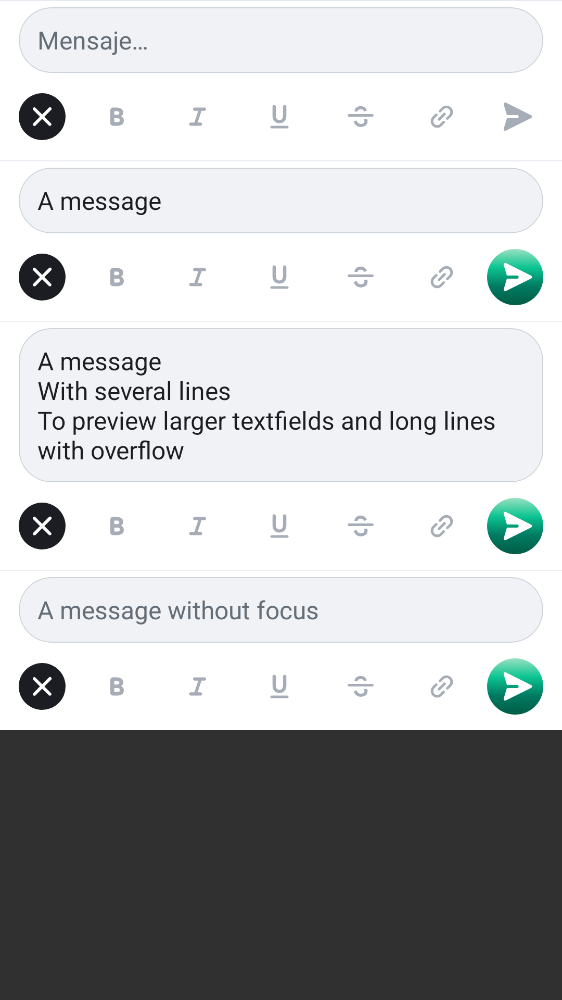 Mensaje…
B I U S
A message
B I U S
A message
With several lines
To preview larger textfields and long lines
with overflow
B I U S
A message without focus
B I U S